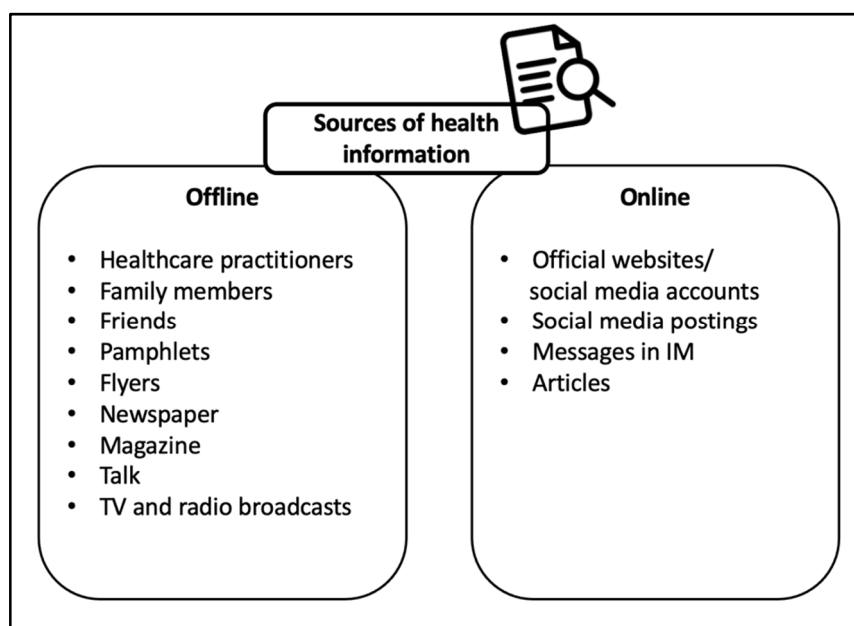 Sources of health
information
Offline
• Healthcare practitioners
• Family members
• Friends
• Pamphlets
• Flyers
• Newspaper
• Magazine
• Talk
• TV and radio broadcasts
Online
• Official websites/
social media accounts
• Social media postings
• Messages in IM
• Articles